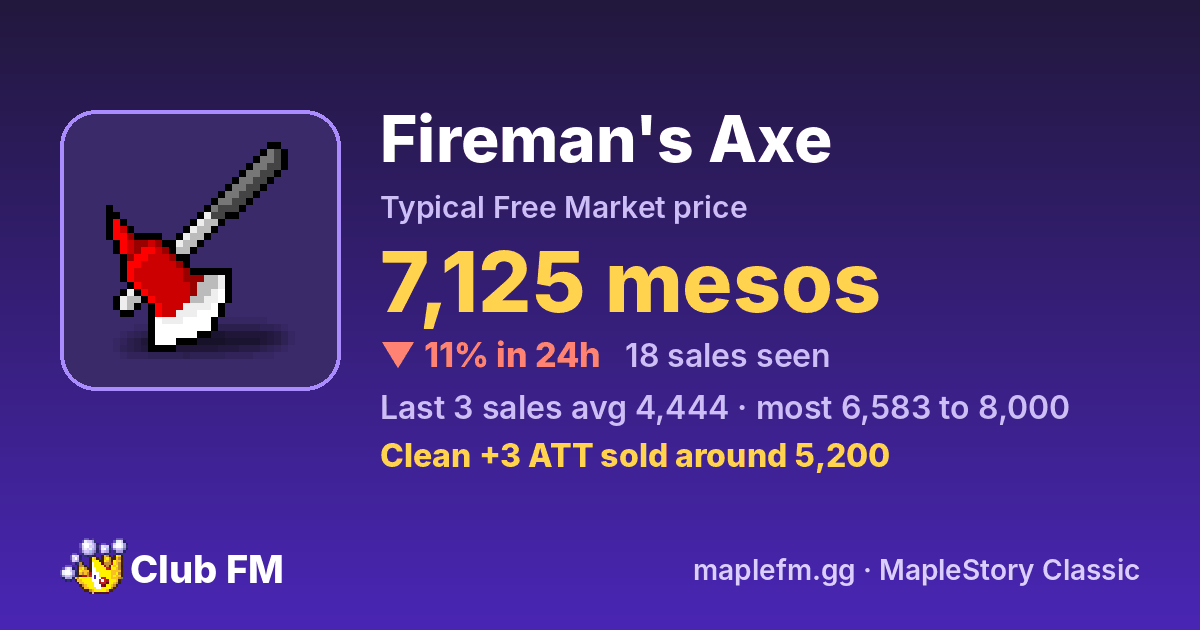 Fireman's Axe
Typical Free Market price
7,125 mesos
▼ 11% in 24h 18 sales seen
Last 3 sales avg 4,444 · most 6,583 to 8,000
Clean +3 ATT sold around 5,200
Club FM
maplefm.gg · MapleStory Classic